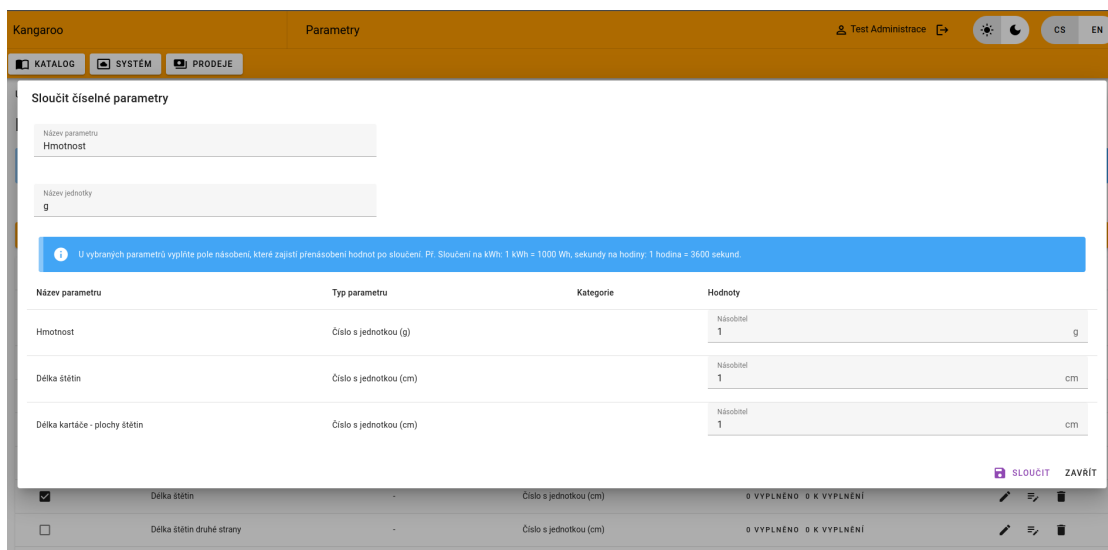 Kangaroo
Parametry
Test Administrace
CS
EN
KATALOG
SYSTÉM
PRODEJE
Sloučit číselné parametry
Název parametru
Hmotnost
Název jednotky
g
U vybraných parametrů vyplňte pole násobení, které zajistí přenásobení hodnot po sloučení. Př. Sloučení na kWh: 1 kWh = 1000 Wh, sekundy na hodiny: 1 hodina = 3600 sekund.
Název parametru Typ parametru Kategorie Hodnoty
Násobitel
Hmotnost Číslo s jednotkou (g) 1 g
Násobitel
Délka štětin Číslo s jednotkou (cm) 1 cm
Násobitel
Délka kartáče - plochy štětin Číslo s jednotkou (cm) 1 cm
SLOUČIT ZAVŘÍT
Délka štětin - Číslo s jednotkou (cm) 0 VYPLNĚNO 0 K VYPLNĚNÍ
Délka štětin druhé strany - Číslo s jednotkou (cm) 0 VYPLNĚNO 0 K VYPLNĚNÍ